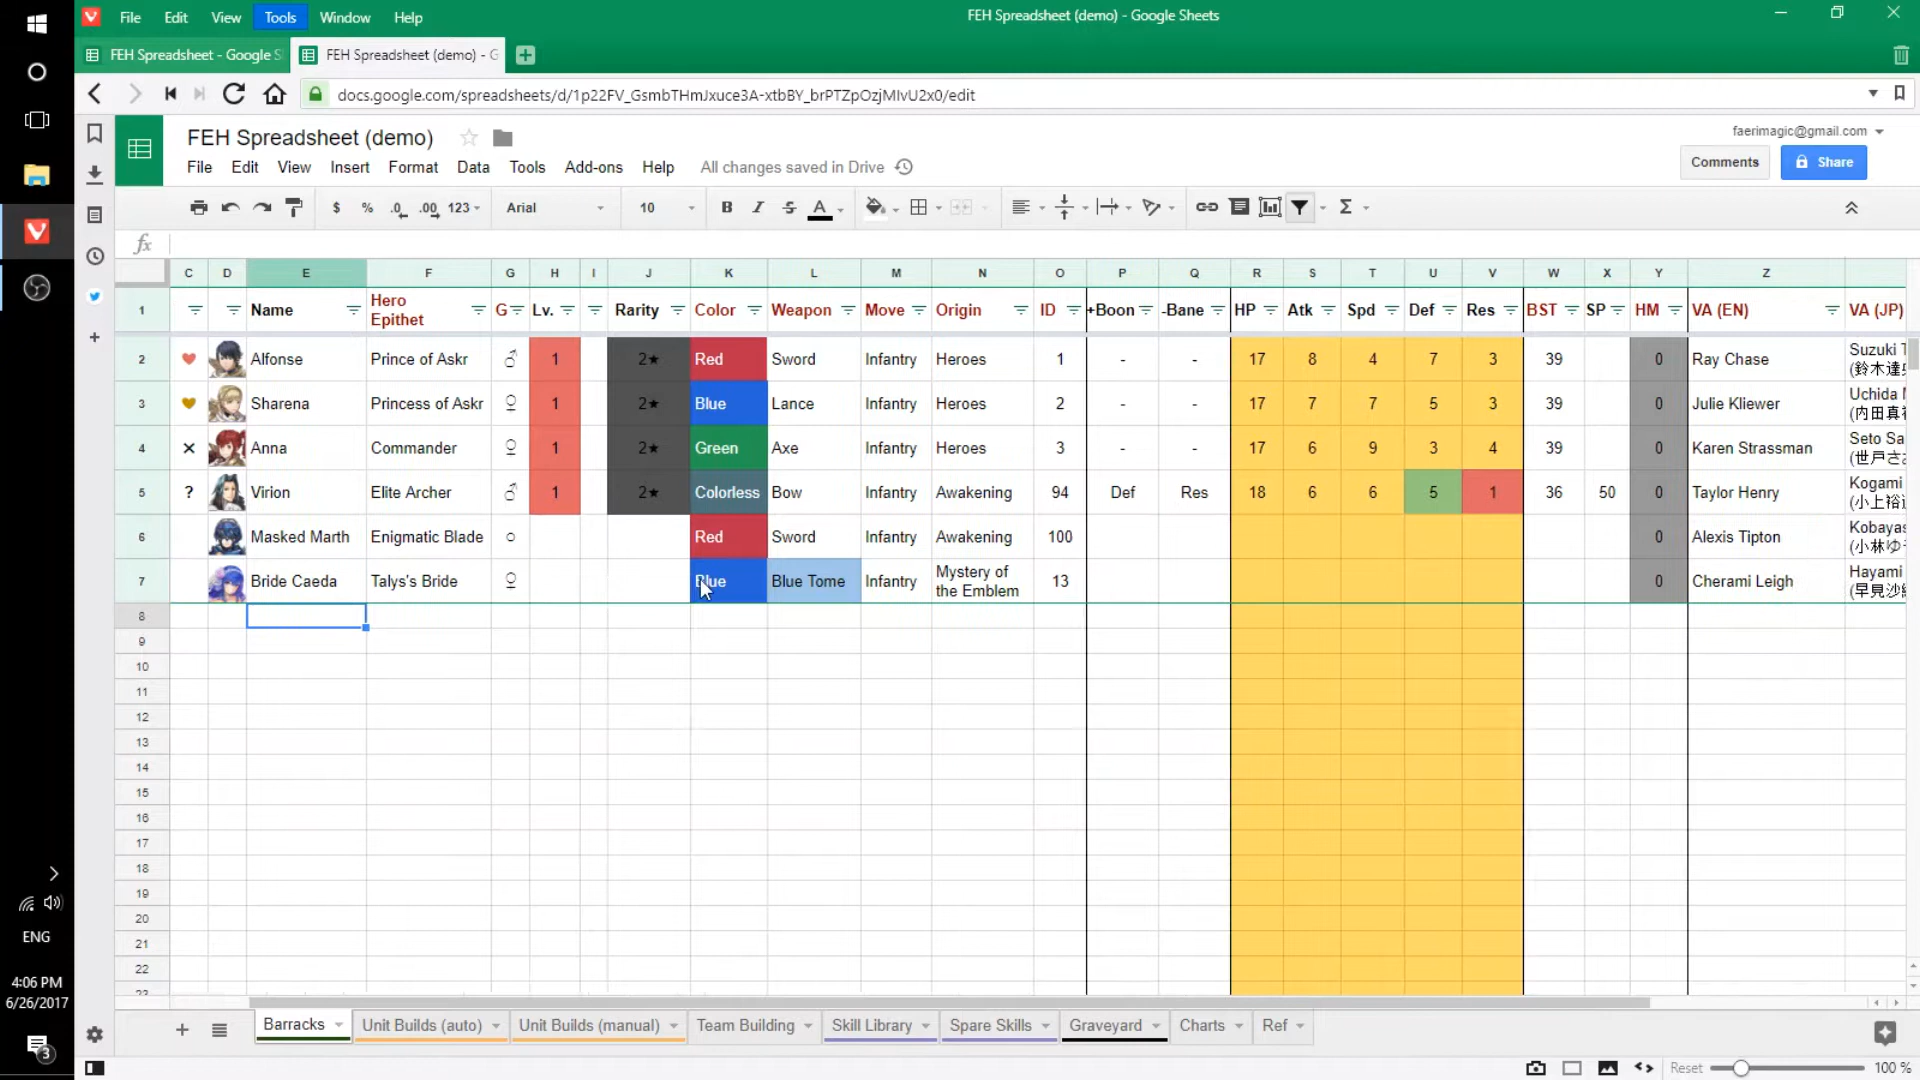 File Edit View Tools Window Help FEH Spreadsheet (demo) - Google Sheets
FEH Spreadsheet - Google S FEH Spreadsheet (demo) - G
docs.google.com/spreadsheets/d/1p22FV_GsmbTHmJxuce3A-xtbBY_brPTZpOzjMIvU2x0/edit
FEH Spreadsheet (demo) faerimagic@gmail.com
File Edit View Insert Format Data Tools Add-ons Help All changes saved in Drive Comments Share
$ % .0 .00 123 Arial 10 B I S A Σ
fx
C D E F G H I J K L M N O P Q R S T U V W X Y Z
1 Name Hero Epithet G Lv. Rarity Color Weapon Move Origin ID +Boon -Bane HP Atk Spd Def Res BST SP HM VA (EN) VA (JP)
2 ♥ Alfonse Prince of Askr ♂ 1 2★ Red Sword Infantry Heroes 1 - - 17 8 4 7 3 39 0 Ray Chase Suzuki
3 ♥ Sharena Princess of Askr ♀ 1 2★ Blue Lance Infantry Heroes 2 - - 17 7 7 5 3 39 0 Julie Kliewer Uchida
(内田真
4 ✕ Anna Commander ♀ 1 2★ Green Axe Infantry Heroes 3 - - 17 6 9 3 4 39 0 Karen Strassman Seto Sa
(世戸さ
5 ? Virion Elite Archer ♂ 1 2★ Colorless Bow Infantry Awakening 94 Def Res 18 6 6 5 1 36 50 0 Taylor Henry Kogami
6 Masked Marth Enigmatic Blade ○ Red Sword Infantry Awakening 100 0 Alexis Tipton Kobayas
(小林ゆ
7 Bride Caeda Talys's Bride ♀ Blue Blue Tome Infantry Mystery of the Emblem 13 0 Cherami Leigh Hayami
(早見沙
8
9
10
11
12
13
14
15
16
17
18
19
20
21
22
23
ENG
4:06 PM
6/26/2017
3
Barracks Unit Builds (auto) Unit Builds (manual) Team Building Skill Library Spare Skills Graveyard Charts Ref
Reset 100 %